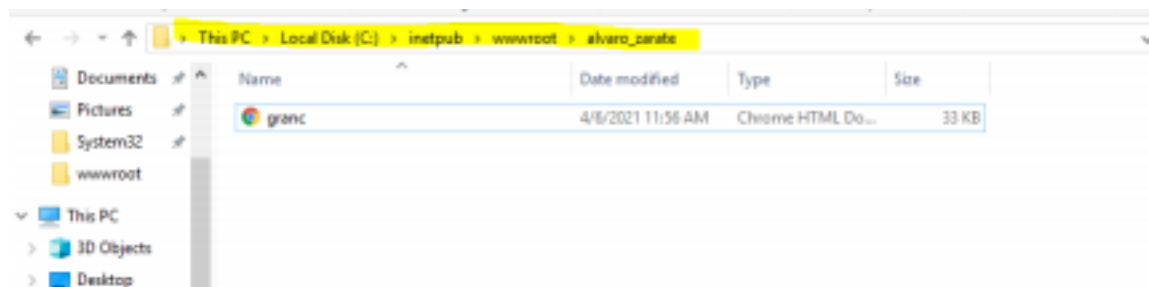 This PC > Local Disk (C:) > inetpub > wwwroot > alvaro_zarate
Documents
Pictures
System32
wwwroot
This PC
3D Objects
Desktop
Name Date modified Type Size
granc 4/6/2021 11:56 AM Chrome HTML Do... 33 KB